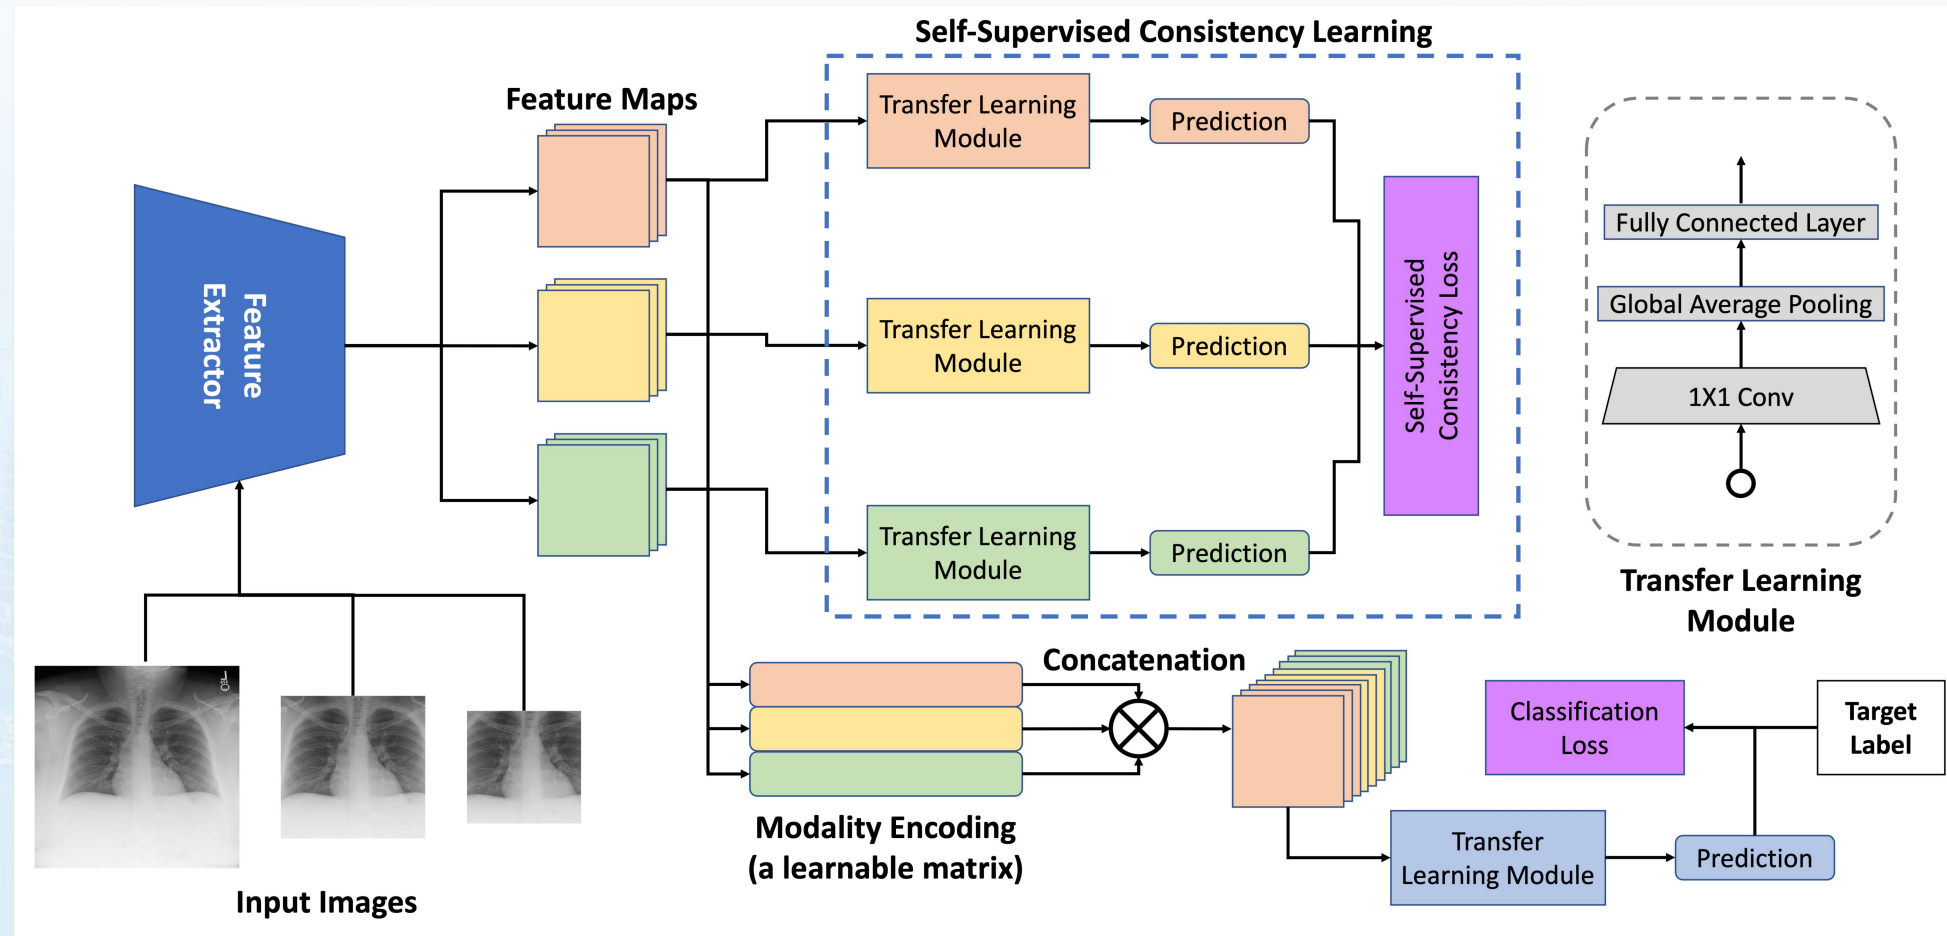 Self-Supervised Consistency Learning
Feature Maps
Transfer Learning
Module
Prediction
Feature
Extractor
Transfer Learning
Module
Prediction
Transfer Learning
Module
Prediction
Self-Supervised
Consistency Loss
Fully Connected Layer
Global Average Pooling
1X1 Conv
Transfer Learning
Module
Input Images
Concatenation
Modality Encoding
(a learnable matrix)
Classification
Loss
Target
Label
Transfer
Learning Module
Prediction